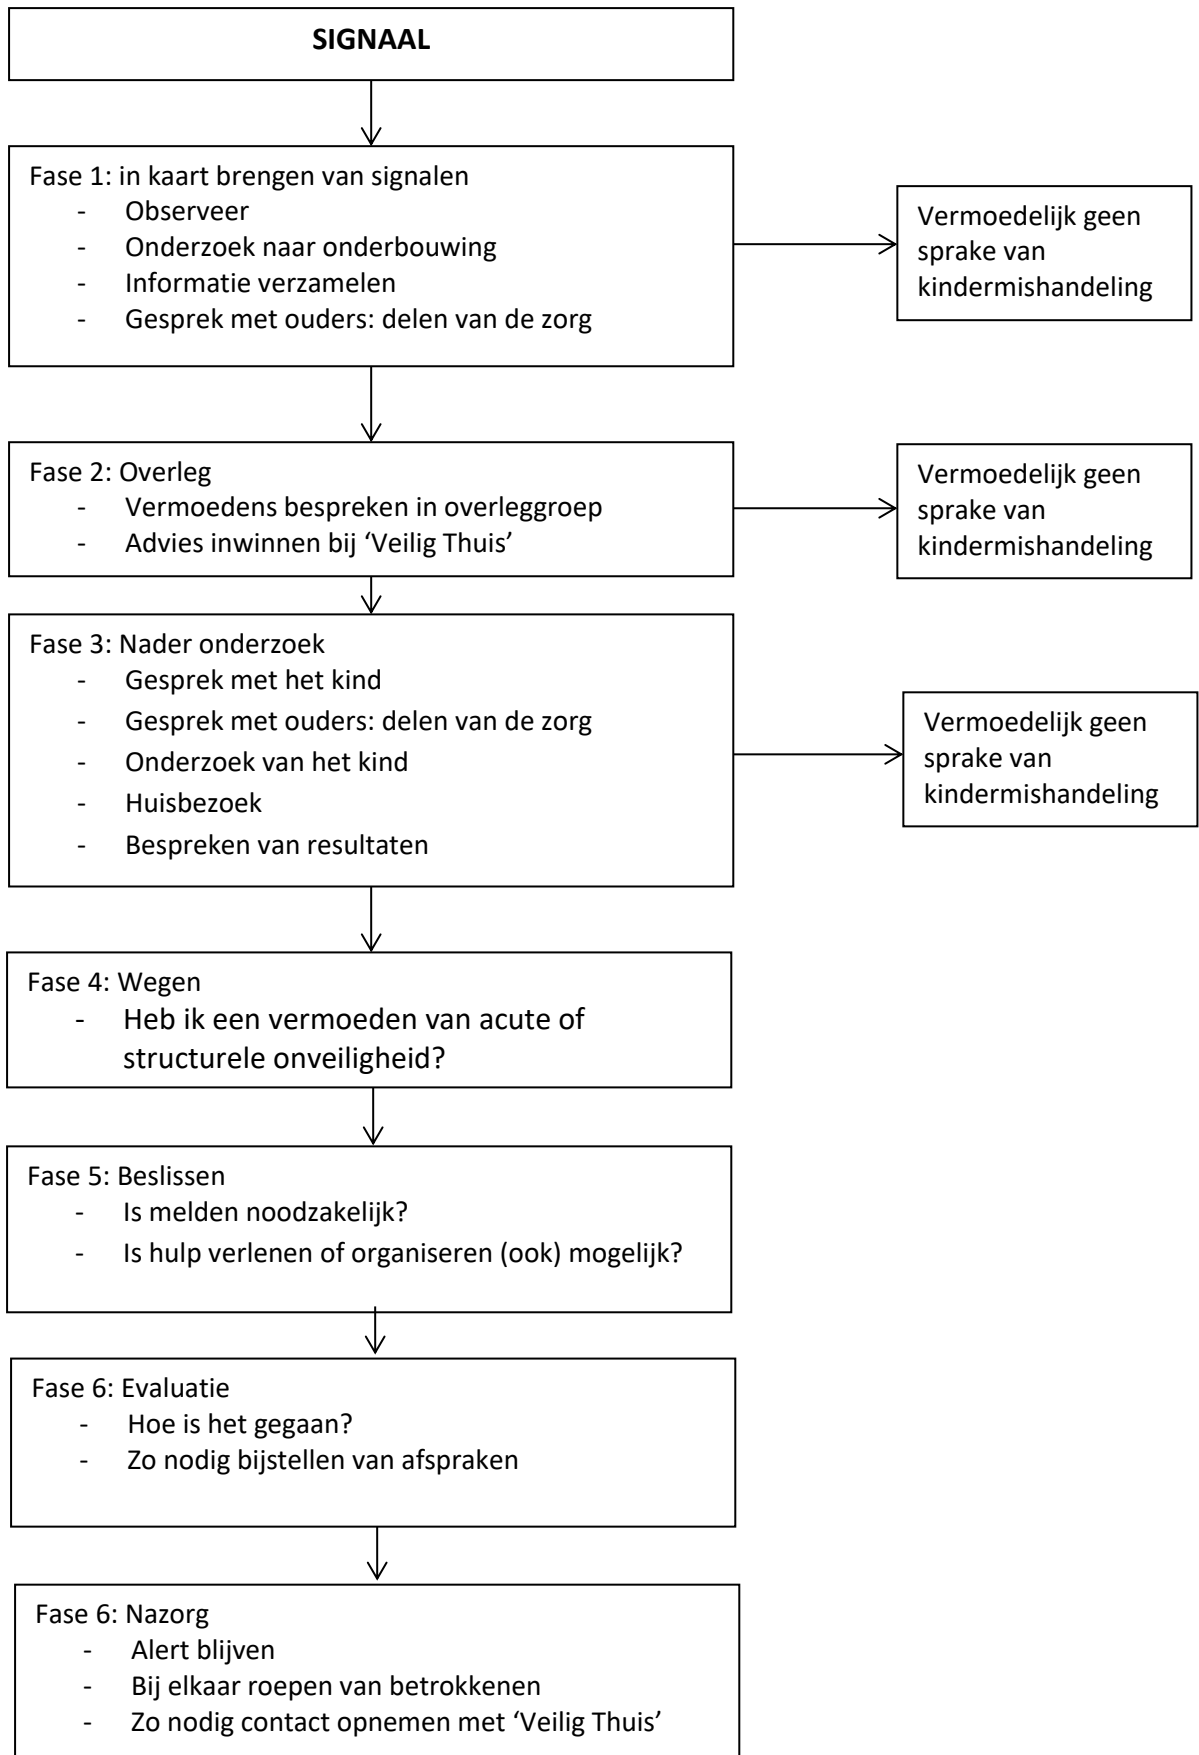 SIGNAAL
Fase 1: in kaart brengen van signalen
- Observeer
- Onderzoek naar onderbouwing
- Informatie verzamelen
- Gesprek met ouders: delen van de zorg
Vermoedelijk geen
sprake van
kindermishandeling
Fase 2: Overleg
- Vermoedens bespreken in overleggroep
- Advies inwinnen bij ‘Veilig Thuis’
Vermoedelijk geen
sprake van
kindermishandeling
Fase 3: Nader onderzoek
- Gesprek met het kind
- Gesprek met ouders: delen van de zorg
- Onderzoek van het kind
- Huisbezoek
- Bespreken van resultaten
Vermoedelijk geen
sprake van
kindermishandeling
Fase 4: Wegen
- Heb ik een vermoeden van acute of
structurele onveiligheid?
Fase 5: Beslissen
- Is melden noodzakelijk?
- Is hulp verlenen of organiseren (ook) mogelijk?
Fase 6: Evaluatie
- Hoe is het gegaan?
- Zo nodig bijstellen van afspraken
Fase 6: Nazorg
- Alert blijven
- Bij elkaar roepen van betrokkenen
- Zo nodig contact opnemen met ‘Veilig Thuis’